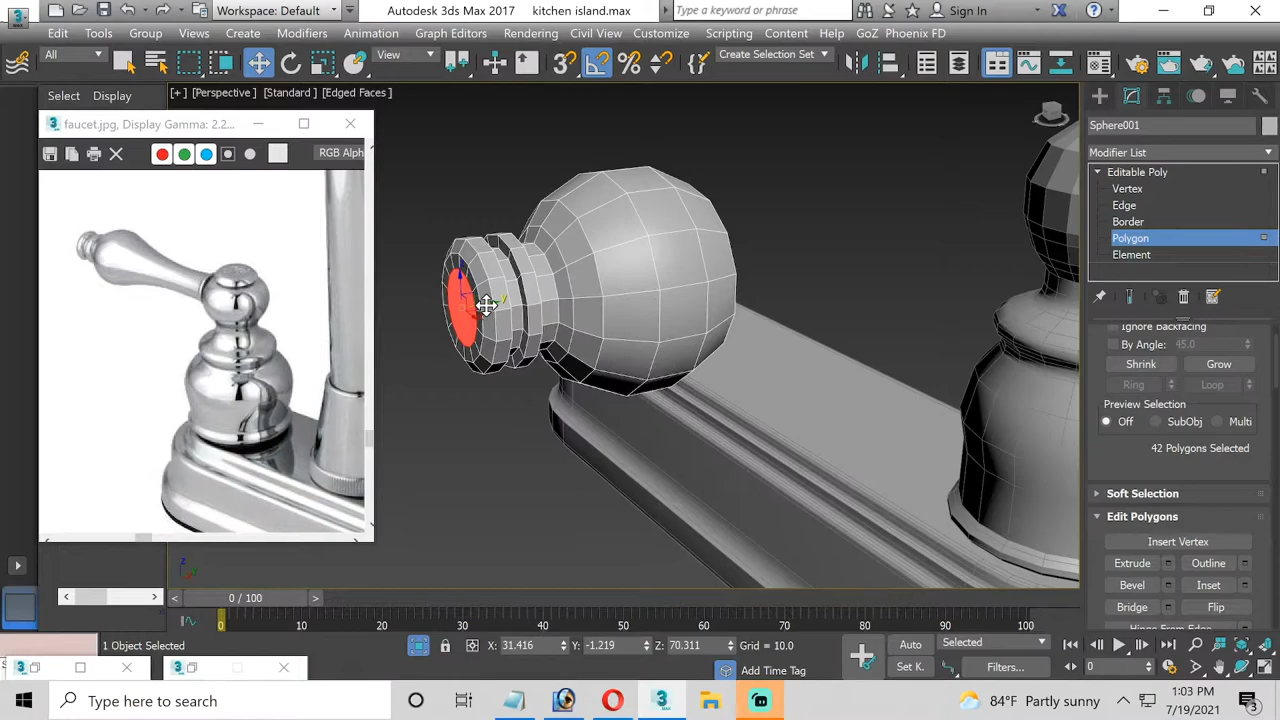 Workspace: Default
Autodesk 3ds Max 2017
kitchen island.max
Type a keyword or phrase
Sign In
Edit
Tools
Group
Views
Create
Modifiers
Animation
Graph Editors
Rendering
Civil View
Customize
Scripting
Content
Help
GoZ
Phoenix FD
All
View
Create Selection Set
Select
Display
[+] [Perspective] [Standard] [Edged Faces]
faucet.jpg, Display Gamma: 2.2...
RGB Alph
Sphere001
Modifier List
Editable Poly
Vertex
Edge
Border
Polygon
Element
Ignore Backfacing
By Angle: 45.0
Shrink
Grow
Ring
Loop
Preview Selection
Off
SubObj
Multi
42 Polygons Selected
Soft Selection
Edit Polygons
Insert Vertex
Extrude
Outline
Bevel
Inset
Bridge
Flip
Hinge From Edge
z
y
0 / 100
0
10
20
30
40
50
60
70
80
90
100
1 Object Selected
X: 31.416
Y: -1.219
Z: 70.311
Grid = 10.0
Add Time Tag
Auto
Selected
Set K.
Filters...
0
Type here to search
84°F Partly sunny
1:03 PM
7/19/2021
3